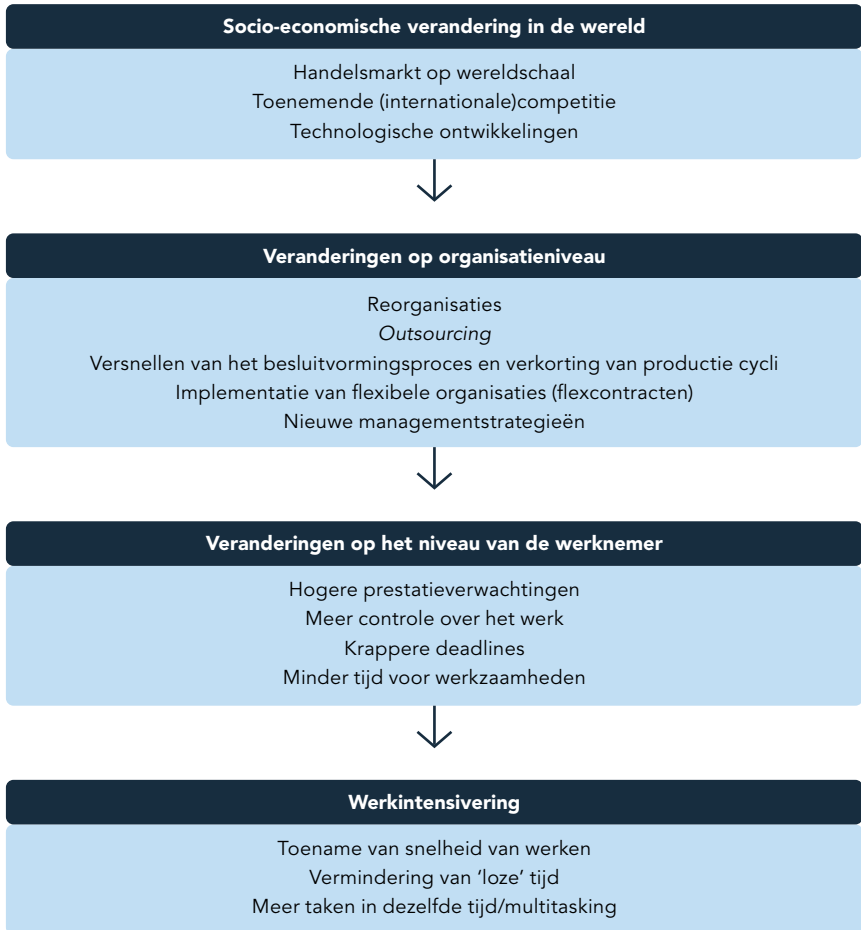 Socio-economische verandering in de wereld
Handelsmarkt op wereldschaal
Toenemende (internationale)competitie
Technologische ontwikkelingen
Veranderingen op organisatieniveau
Reorganisaties
Outsourcing
Versnellen van het besluitvormingsproces en verkorting van productie cycli
Implementatie van flexibele organisaties (flexcontracten)
Nieuwe managementstrategieën
Veranderingen op het niveau van de werknemer
Hogere prestatieverwachtingen
Meer controle over het werk
Krappere deadlines
Minder tijd voor werkzaamheden
Werkintensivering
Toename van snelheid van werken
Vermindering van ‘loze’ tijd
Meer taken in dezelfde tijd/multitasking